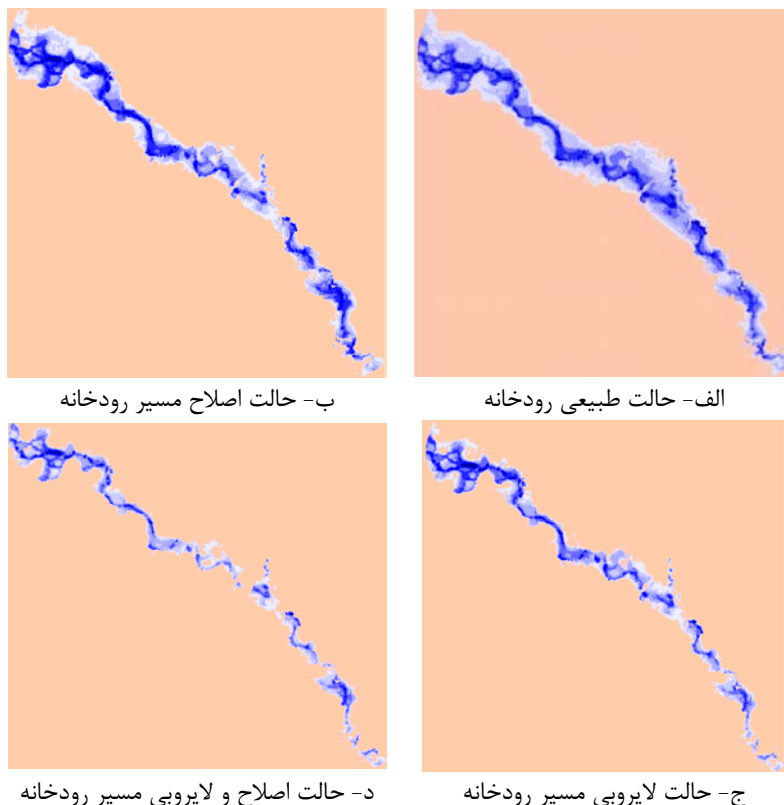 الف- حالت طبیعی رودخانه
ب- حالت اصلاح مسیر رودخانه
ج- حالت لایروبی مسیر رودخانه
د- حالت اصلاح و لایروبی مسیر رودخانه